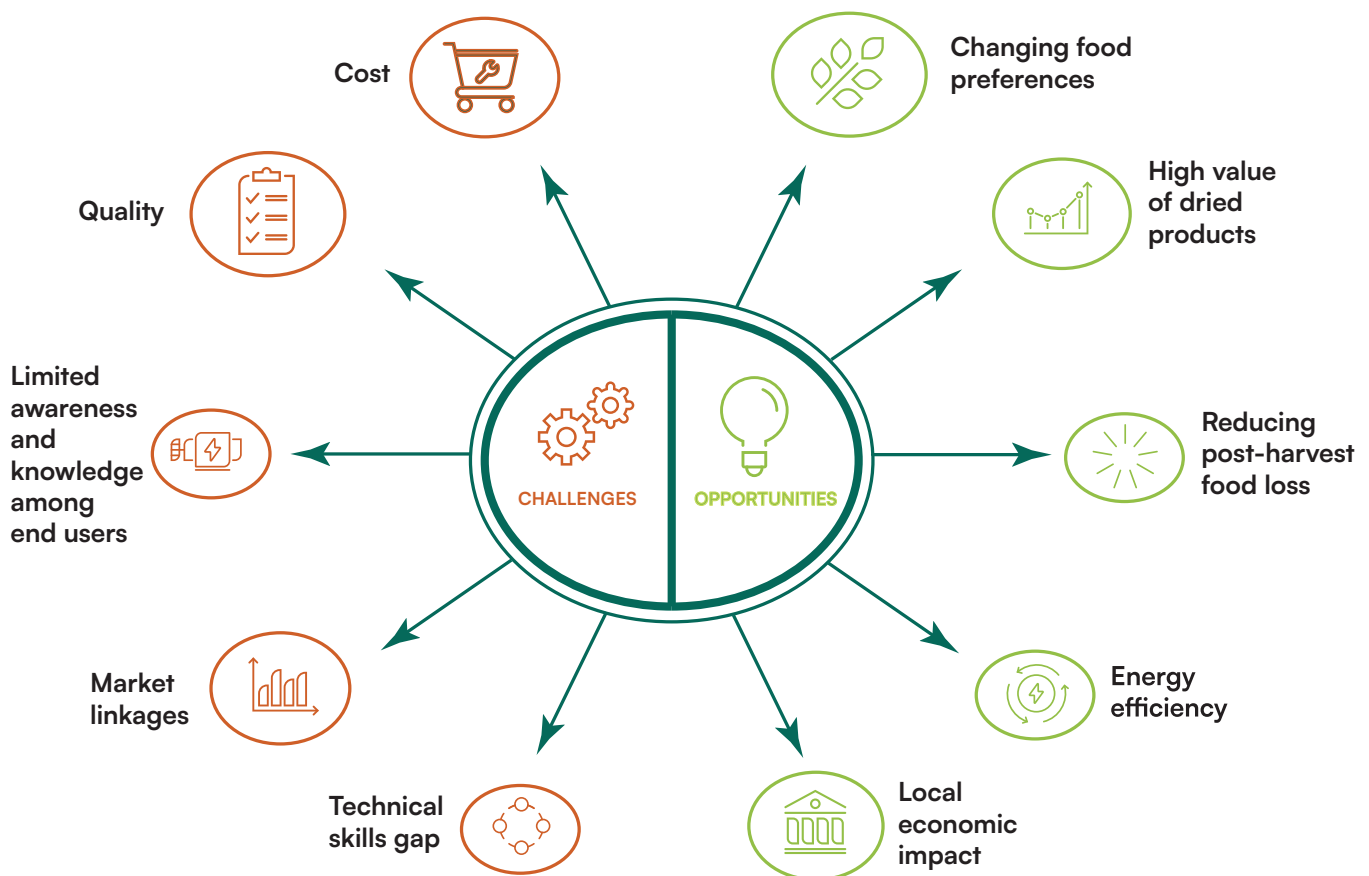 Cost
Changing food
preferences
Quality
High value
of dried
products
Limited
awareness
and
knowledge
among
end users
CHALLENGES
OPPORTUNITIES
Reducing
post-harvest
food loss
Market
linkages
Energy
efficiency
Technical
skills gap
Local
economic
impact